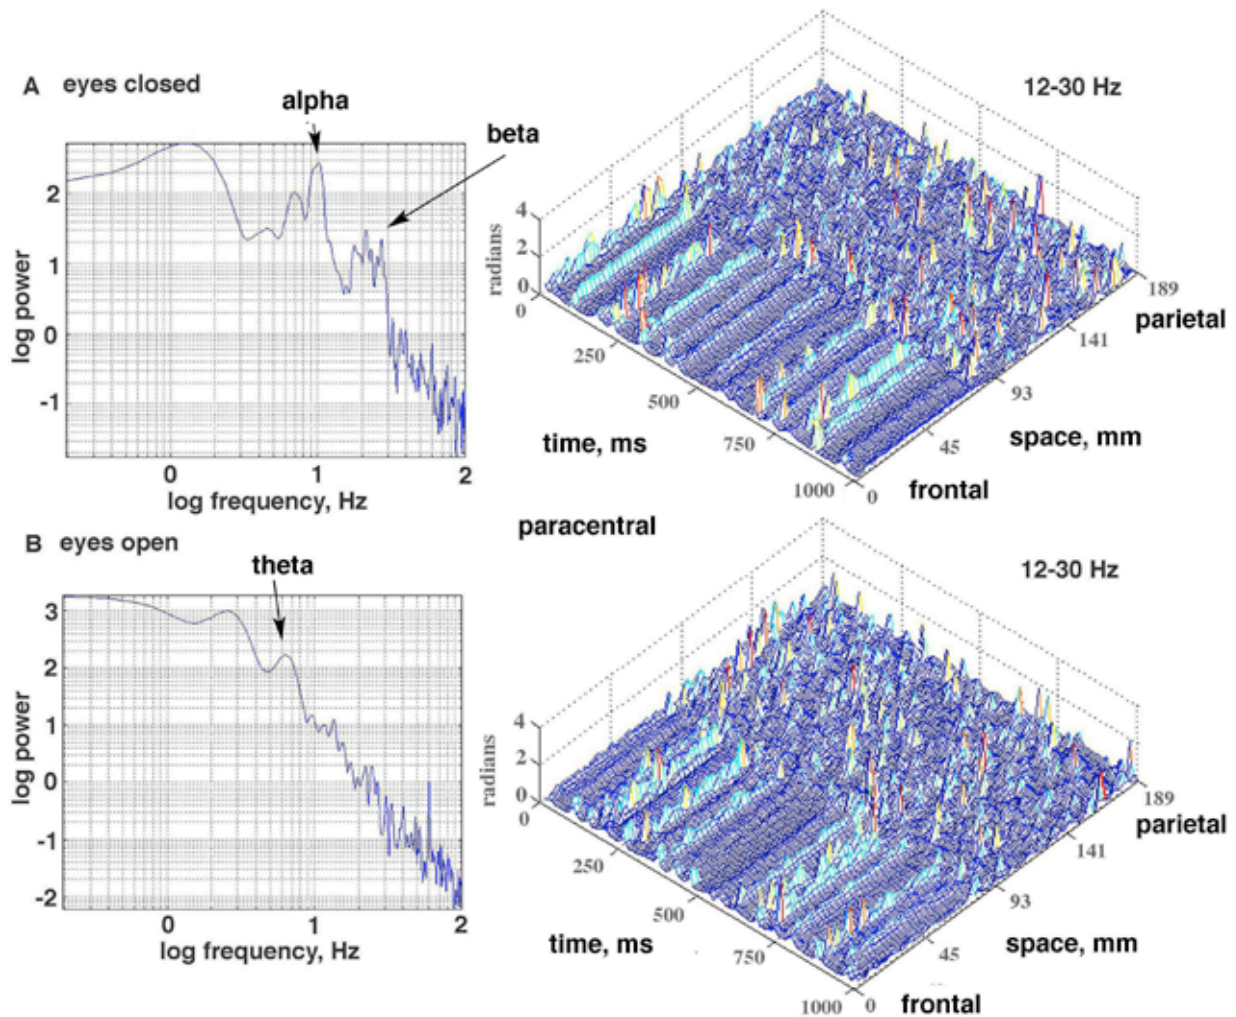 A eyes closed
alpha
beta
12-30 Hz
2
1
0
-1
log power
0 1 2
log frequency, Hz
4
2
0
radians
0
250
500
750
1000
time, ms
0
45
93
141
189
space, mm
parietal
frontal
paracentral
B eyes open
theta
12-30 Hz
3
2
1
0
-1
-2
log power
0 1 2
log frequency, Hz
4
2
0
radians
0
250
500
750
1000
time, ms
0
45
93
141
189
space, mm
parietal
frontal